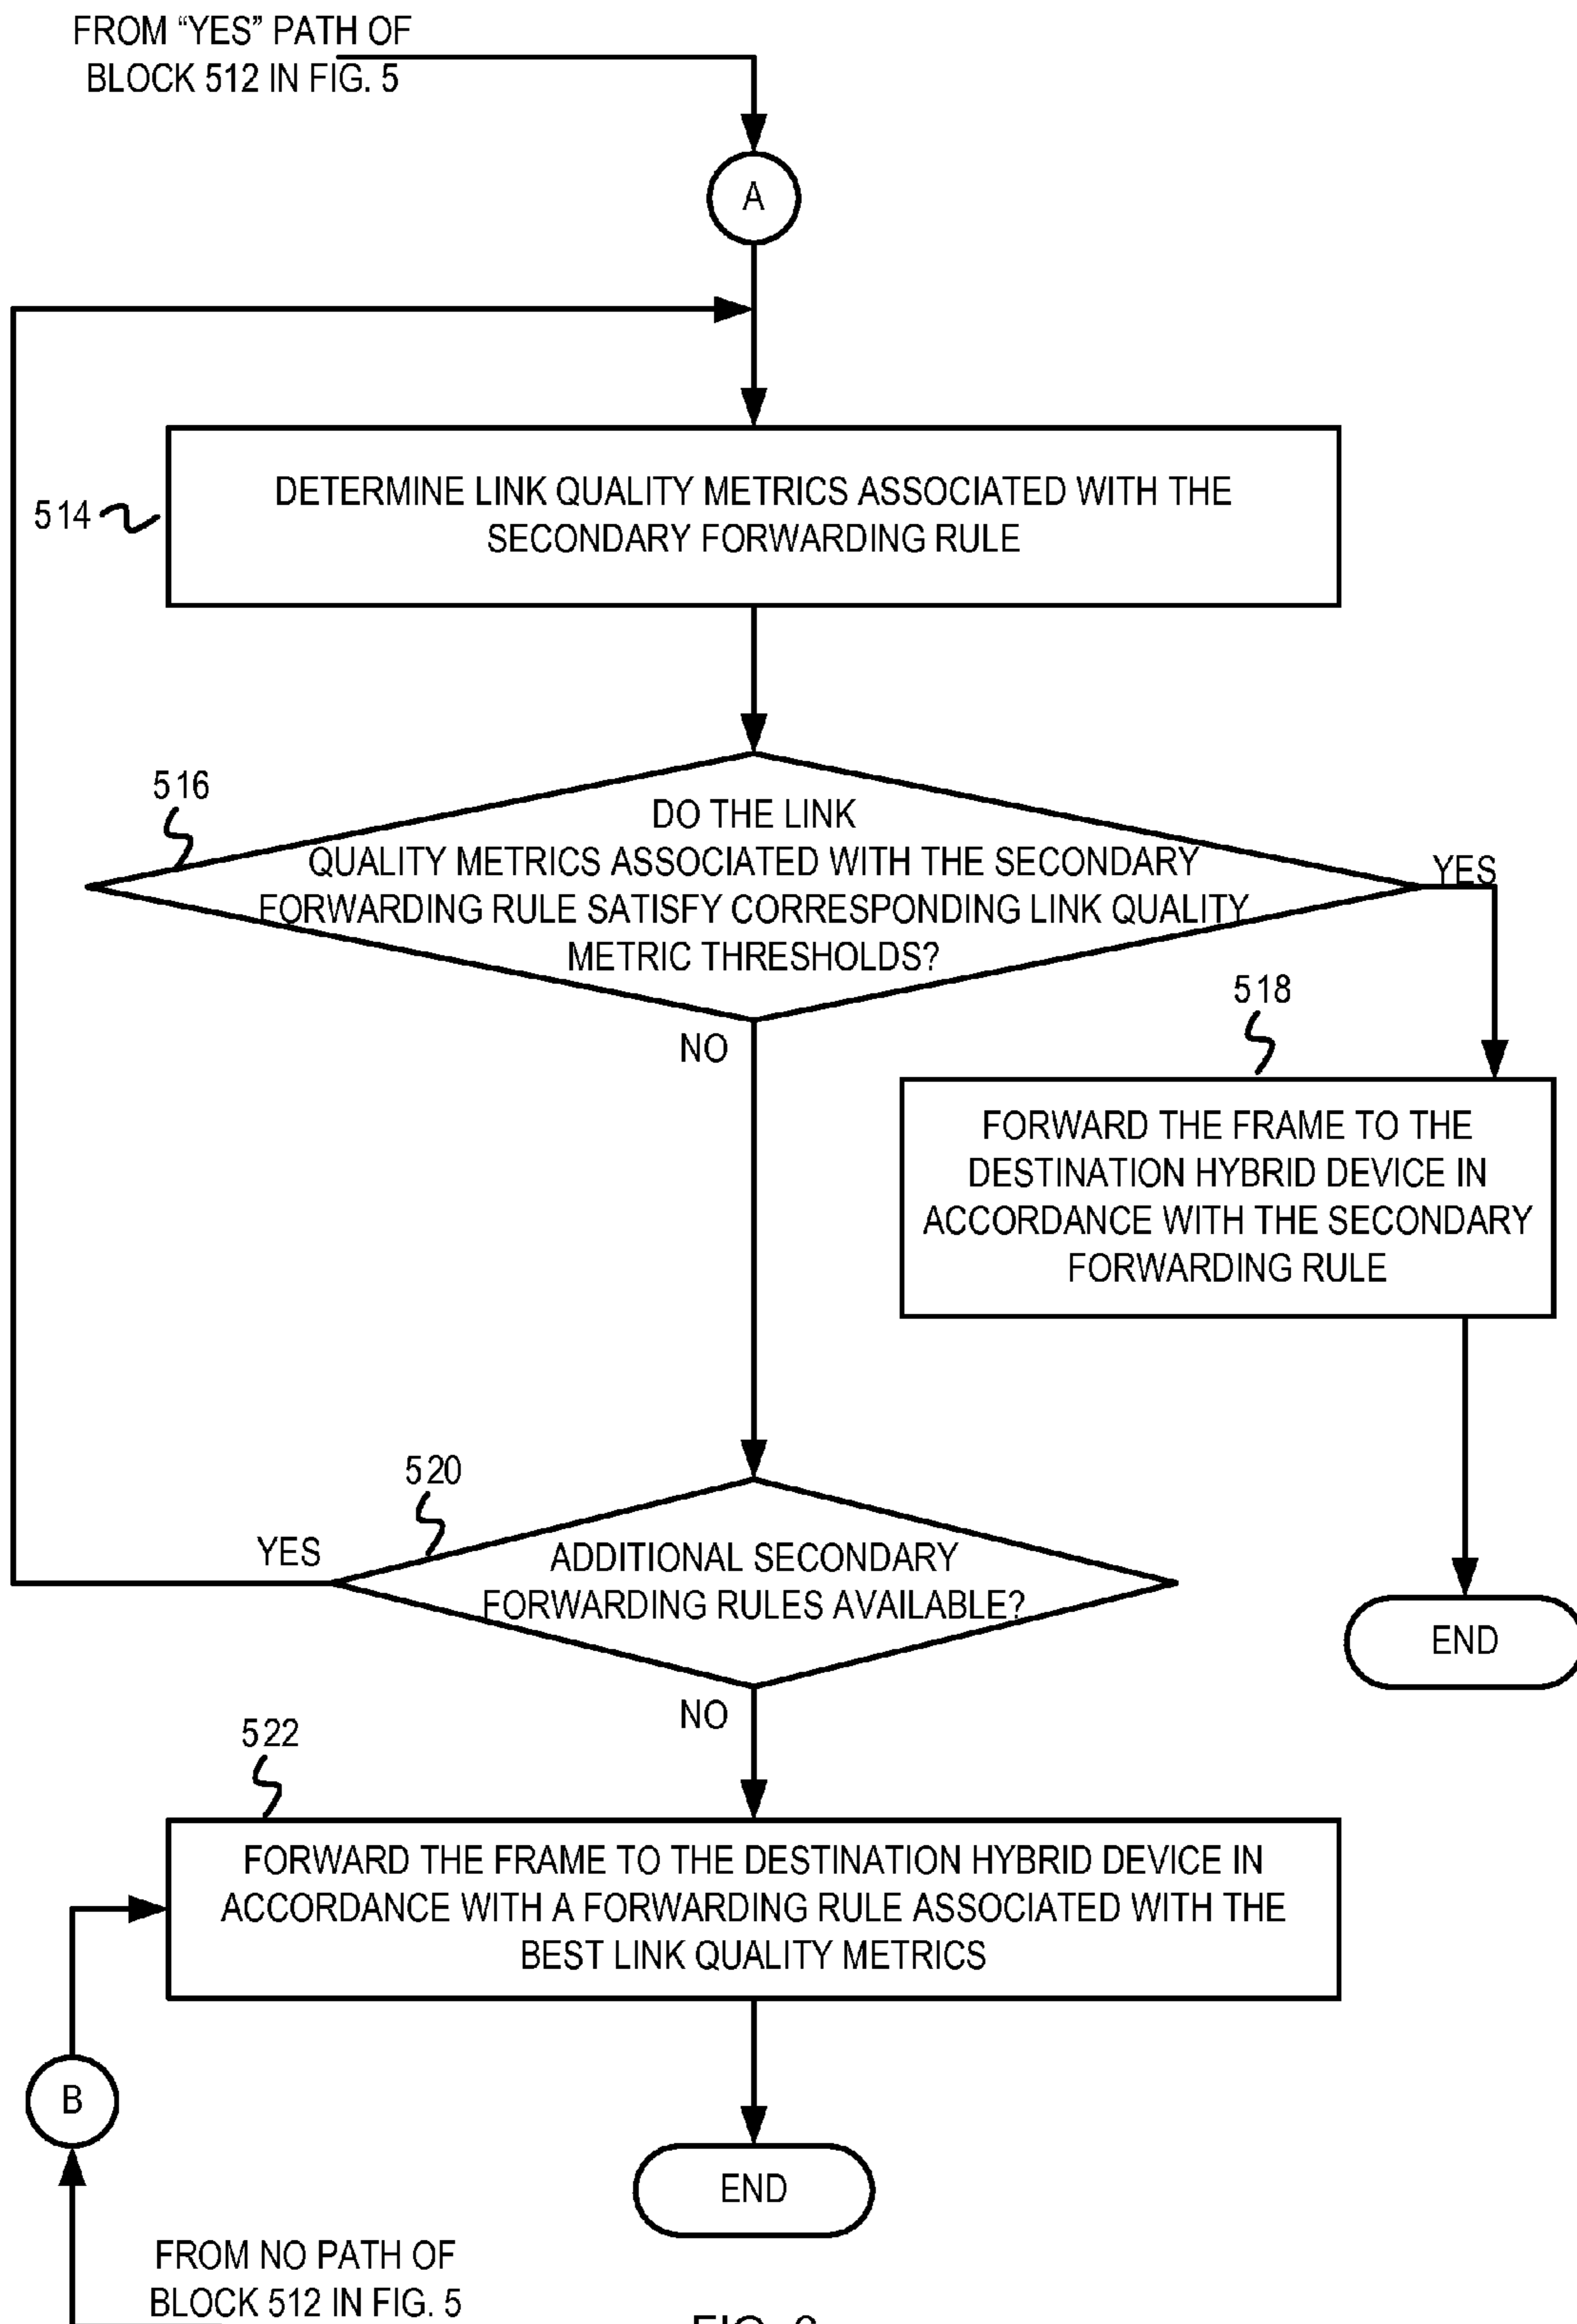 FROM “YES” PATH OF
BLOCK 512 IN FIG. 5
A
514
DETERMINE LINK QUALITY METRICS ASSOCIATED WITH THE
SECONDARY FORWARDING RULE
516
DO THE LINK
QUALITY METRICS ASSOCIATED WITH THE SECONDARY
FORWARDING RULE SATISFY CORRESPONDING LINK QUALITY
METRIC THRESHOLDS?
YES
NO
518
FORWARD THE FRAME TO THE
DESTINATION HYBRID DEVICE IN
ACCORDANCE WITH THE SECONDARY
FORWARDING RULE
520
YES
ADDITIONAL SECONDARY
FORWARDING RULES AVAILABLE?
END
NO
522
FORWARD THE FRAME TO THE DESTINATION HYBRID DEVICE IN
ACCORDANCE WITH A FORWARDING RULE ASSOCIATED WITH THE
BEST LINK QUALITY METRICS
B
END
FROM NO PATH OF
BLOCK 512 IN FIG. 5
FIG.